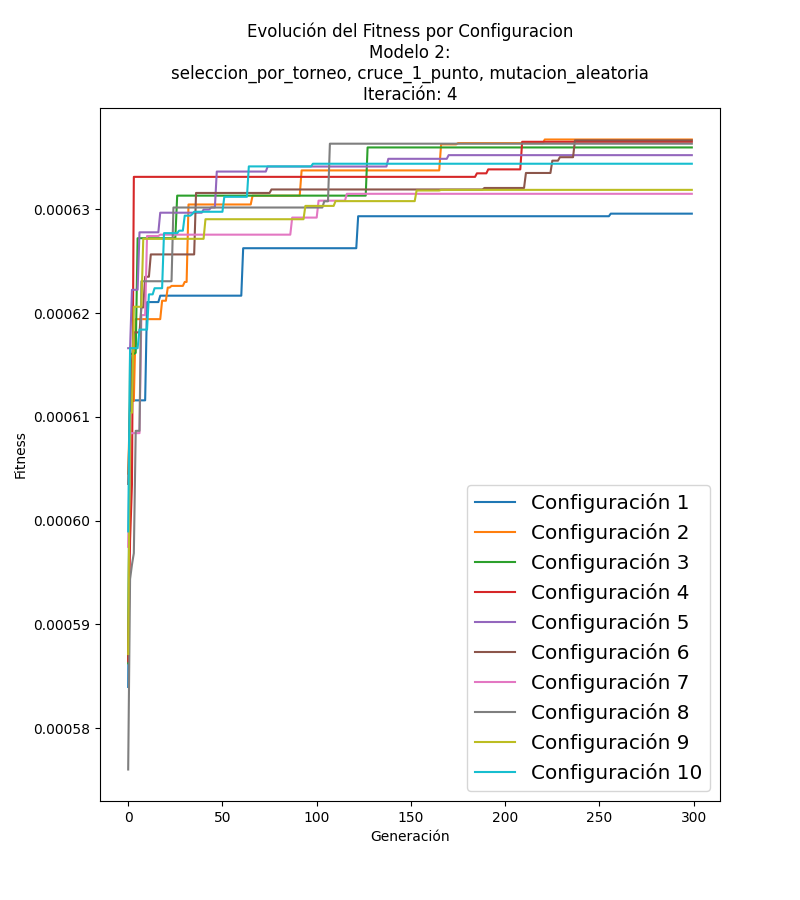 Evolución del Fitness por Configuracion
Modelo 2:
seleccion_por_torneo, cruce_1_punto, mutacion_aleatoria
Iteración: 4
Fitness
0.00063
0.00062
0.00061
0.00060
0.00059
0.00058
Configuración 1
Configuración 2
Configuración 3
Configuración 4
Configuración 5
Configuración 6
Configuración 7
Configuración 8
Configuración 9
Configuración 10
0 50 100 150 200 250 300
Generación